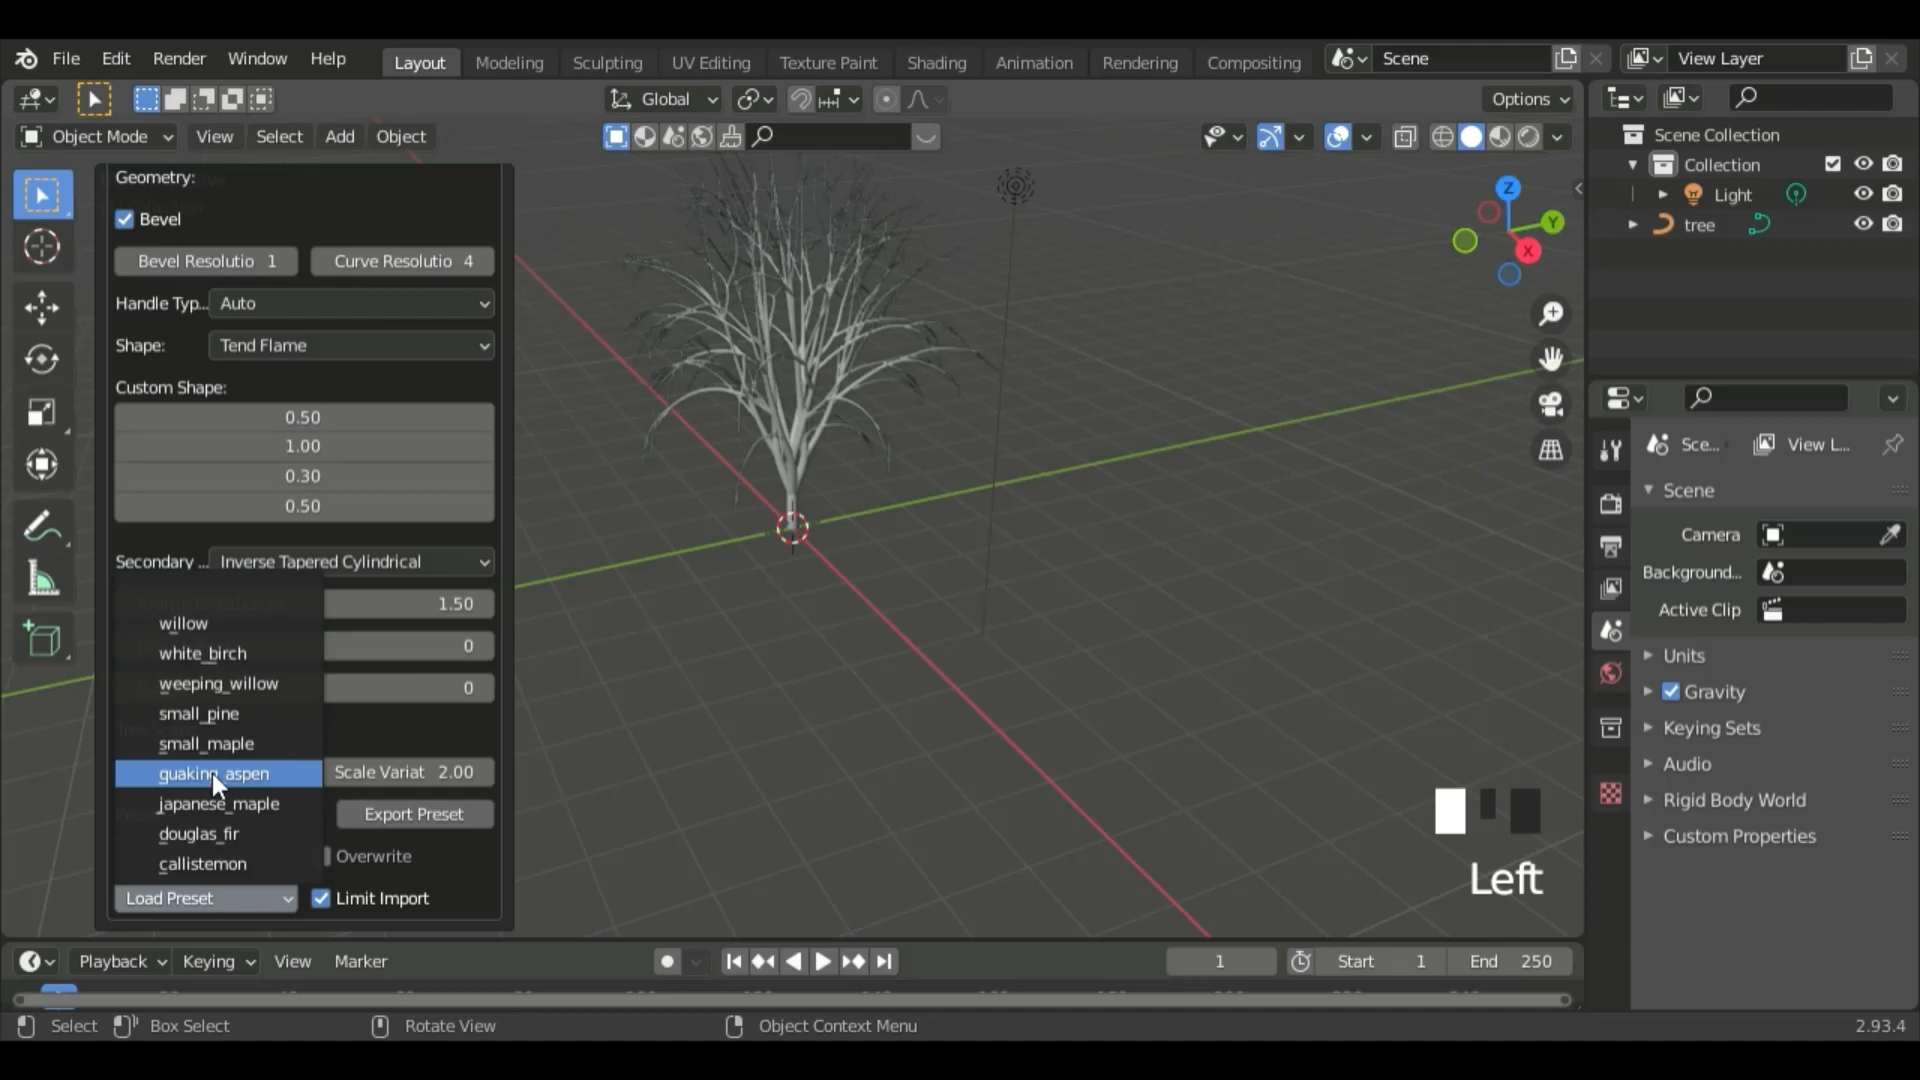 File Edit Render Window Help Layout Modeling Sculpting UV Editing Texture Paint Shading Animation Rendering Compositing Scene View Layer
Global Options
Object Mode View Select Add Object
Scene Collection
Collection
Light
tree
Z
Y
X
Geometry:
Bevel
Bevel Resolutio 1 Curve Resolutio 4
Handle Typ... Auto
Shape: Tend Flame
Custom Shape:
0.50
1.00
0.30
0.50
Secondary ... Inverse Tapered Cylindrical
1.50
willow
0
white_birch
weeping_willow
0
small_pine
small_maple
quaking_aspen Scale Variat 2.00
japanese_maple
Export Preset
douglas_fir
Overwrite
callistemon
Load Preset Limit Import
Sce... View L...
Scene
Camera
Background...
Active Clip
Units
Gravity
Keying Sets
Audio
Rigid Body World
Custom Properties
Left
Playback Keying View Marker 1 Start 1 End 250
Select Box Select Rotate View Object Context Menu 2.93.4